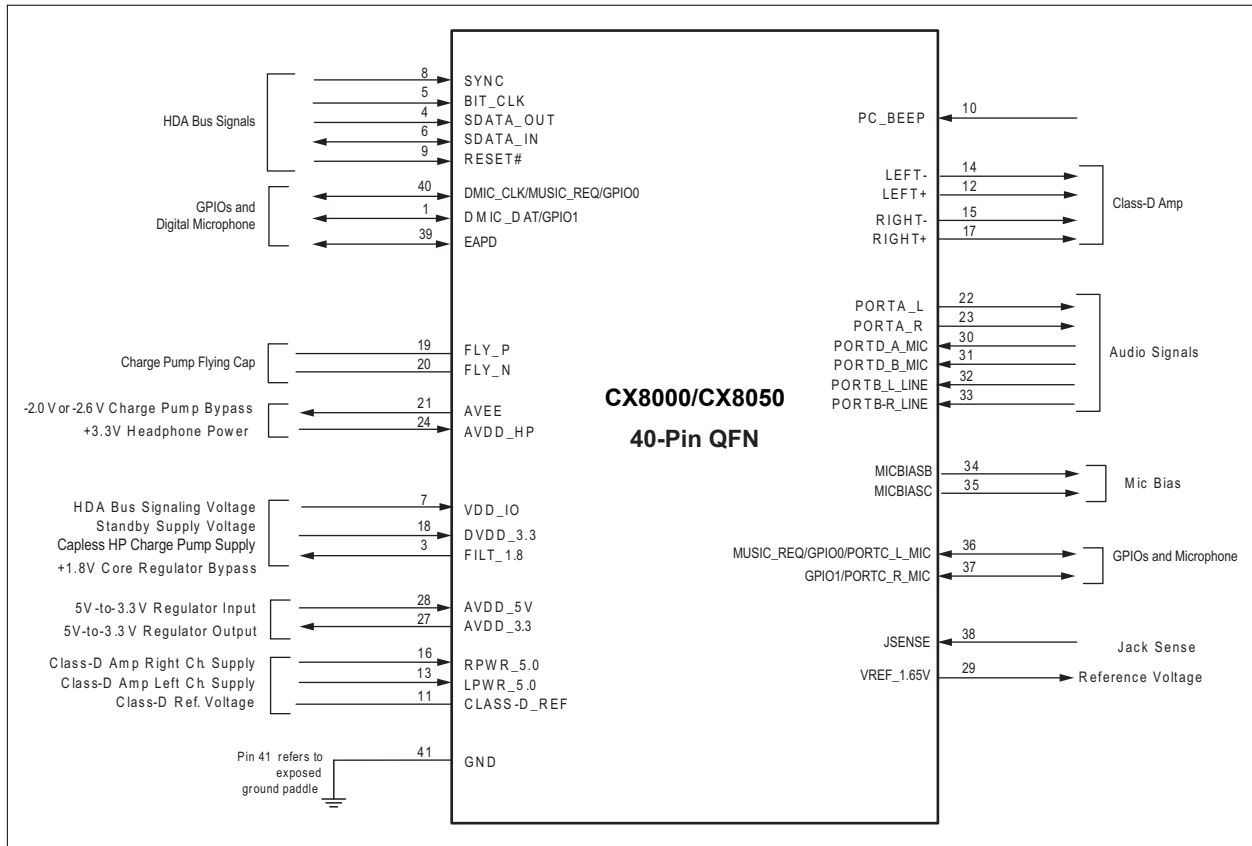 HDA Bus Signals
8 SYNC
5 BIT_CLK
4 SDATA_OUT
6 SDATA_IN
9 RESET#
GPIOs and
Digital Microphone
40 DMIC_CLK/MUSIC_REQ/GPIO0
1 DMIC_DAT/GPIO1
39 EAPD
Charge Pump Flying Cap
19 FLY_P
20 FLY_N
-2.0 V or -2.6 V Charge Pump Bypass
+3.3V Headphone Power
21 AVEE
24 AVDD_HP
HDA Bus Signaling Voltage
Standby Supply Voltage
Capless HP Charge Pump Supply
+1.8V Core Regulator Bypass
7 VDD_IO
18 DVDD_3.3
3 FILT_1.8
5V-to-3.3V Regulator Input
5V-to-3.3V Regulator Output
28 AVDD_5V
27 AVDD_3.3
Class-D Amp Right Ch. Supply
Class-D Amp Left Ch. Supply
Class-D Ref. Voltage
16 RPWR_5.0
13 LPWR_5.0
11 CLASS-D_REF
Pin 41 refers to
exposed
ground paddle
41 GND
CX8000/CX8050
40-Pin QFN
PC_BEEP 10
LEFT- 14
LEFT+ 12
RIGHT- 15
RIGHT+ 17
Class-D Amp
PORTA_L 22
PORTA_R 23
PORTD_A_MIC 30
PORTD_B_MIC 31
PORTB_L_LINE 32
PORTB-R_LINE 33
Audio Signals
MICBIASB 34
MICBIASC 35
Mic Bias
MUSIC_REQ/GPIO0/PORTC_L_MIC 36
GPIO1/PORTC_R_MIC 37
GPIOs and Microphone
JSENSE 38 Jack Sense
VREF_1.65V 29 Reference Voltage